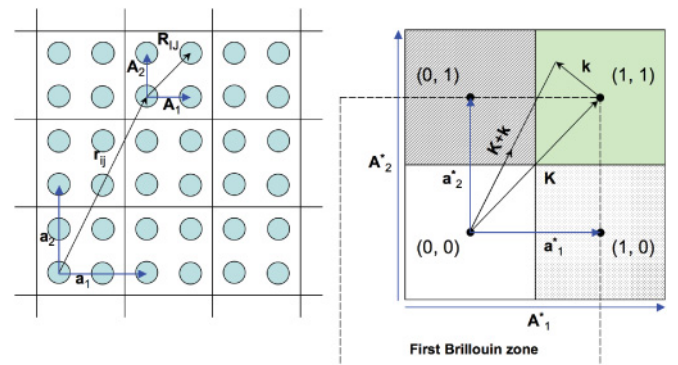 R_IJ
A_2
A_1
r_ij
a_2
a_1
(0, 1)
(1, 1)
k
K+k
A*_2
a*_2
K
(0, 0)
a*_1
(1, 0)
A*_1
First Brillouin zone